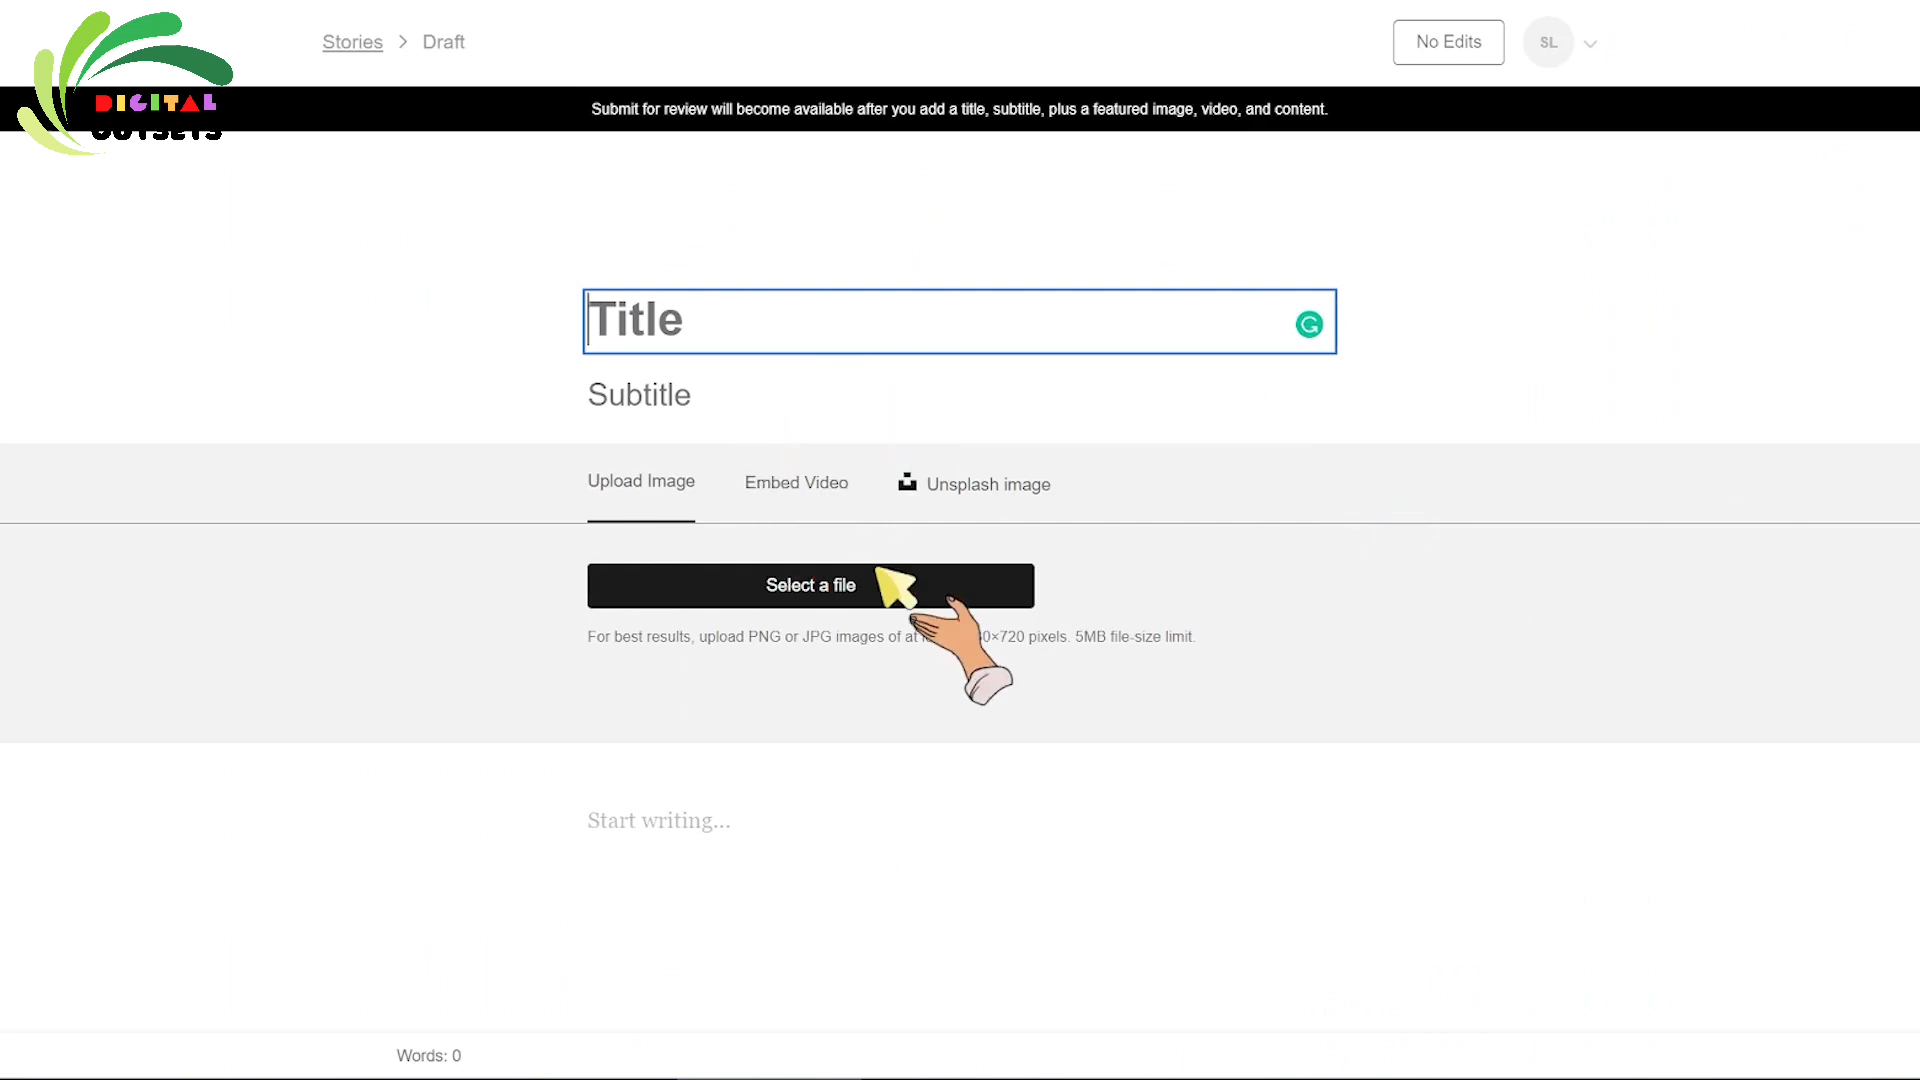 Stories > Draft
No Edits
SL
DIGITAL
OUTSETS
Submit for review will become available after you add a title, subtitle, plus a featured image, video, and content.
Title
Subtitle
Upload Image
Embed Video
Unsplash image
Select a file
For best results, upload PNG or JPG images of at 0×720 pixels. 5MB file-size limit.
Start writing...
Words: 0